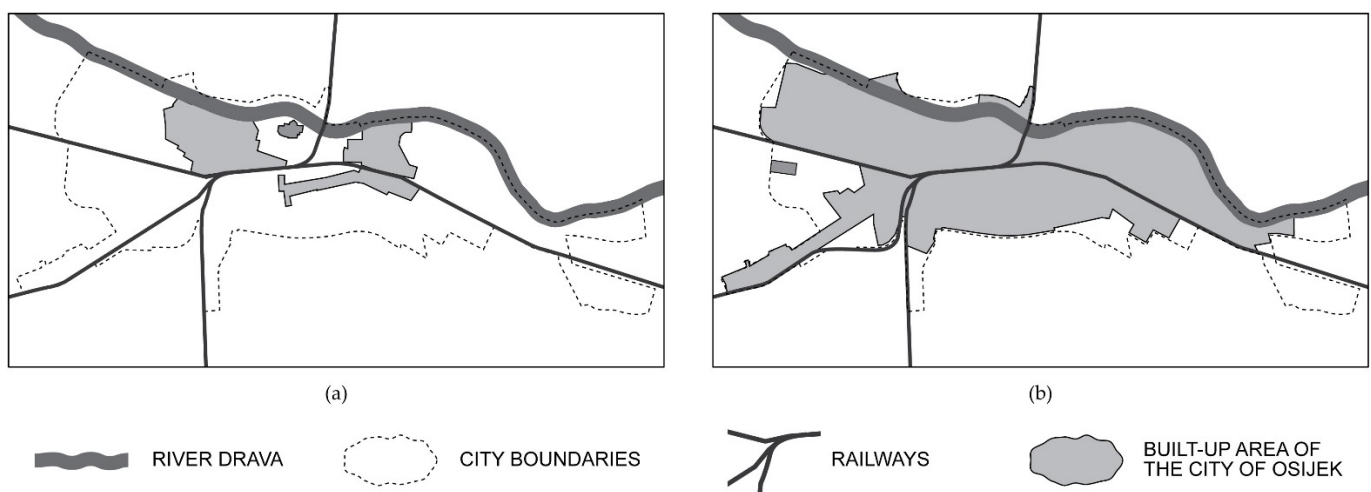 (a)
(b)
RIVER DRAVA
CITY BOUNDARIES
RAILWAYS
BUILT-UP AREA OF
THE CITY OF OSIJEK